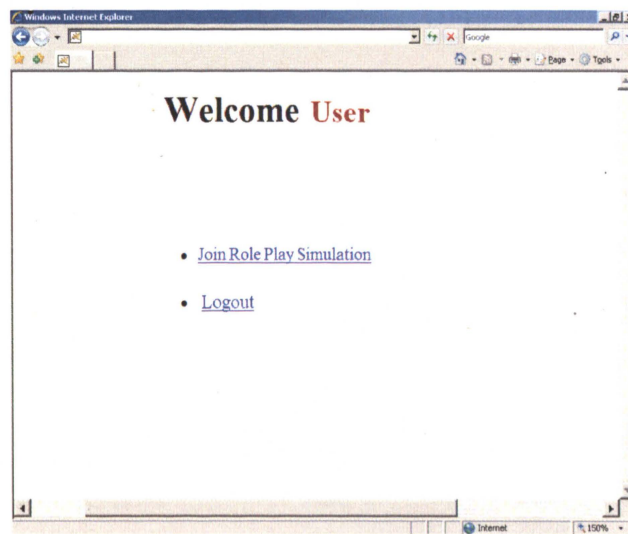 Windows Internet Explorer
Google
Page Tools
Welcome User
Join Role Play Simulation
Logout
Internet 150%